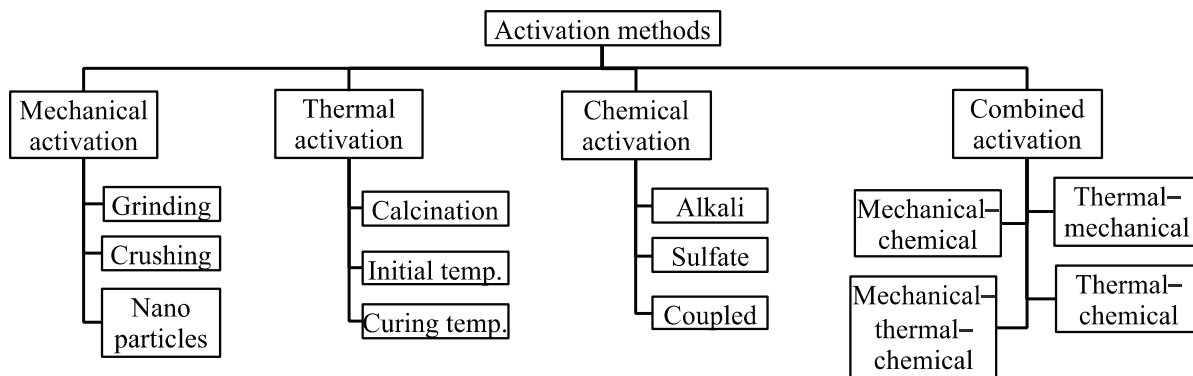 Activation methods
Mechanical
activation
Thermal
activation
Chemical
activation
Combined
activation
Grinding
Crushing
Nano
particles
Calcination
Initial temp.
Curing temp.
Alkali
Sulfate
Coupled
Mechanical–
chemical
Thermal–
mechanical
Mechanical–
thermal–
chemical
Thermal–
chemical